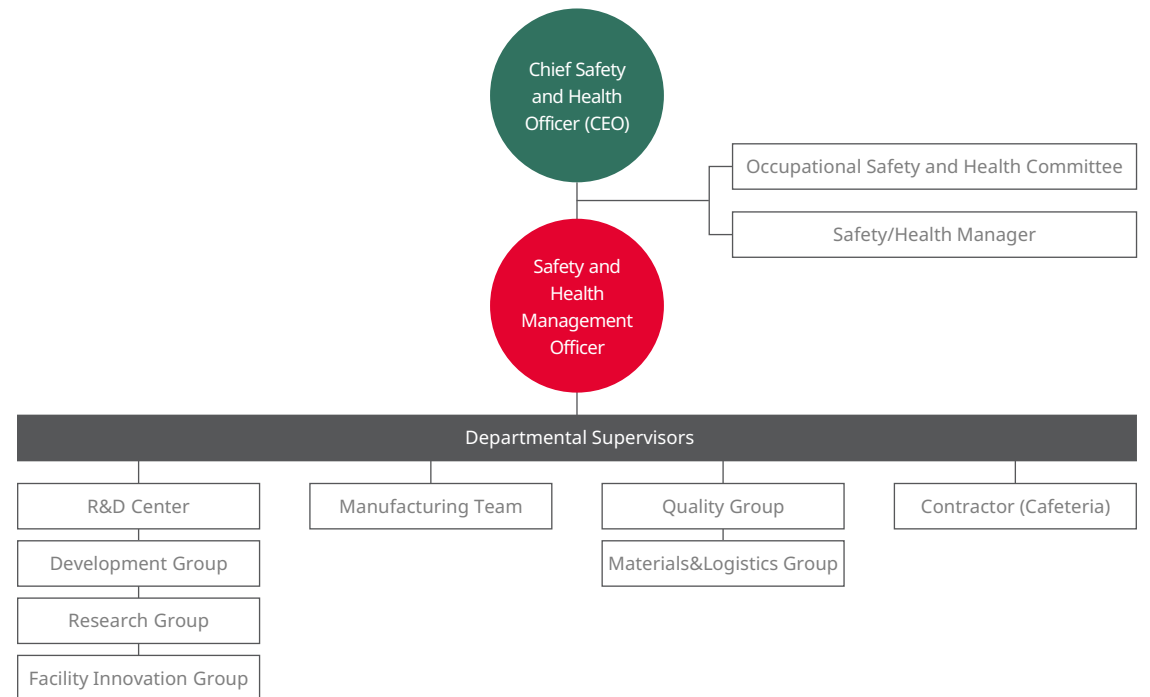 Chief Safety
and Health
Officer (CEO)
Occupational Safety and Health Committee
Safety/Health Manager
Safety and
Health
Management
Officer
Departmental Supervisors
R&D Center
Manufacturing Team
Quality Group
Contractor (Cafeteria)
Development Group
Materials&Logistics Group
Research Group
Facility Innovation Group